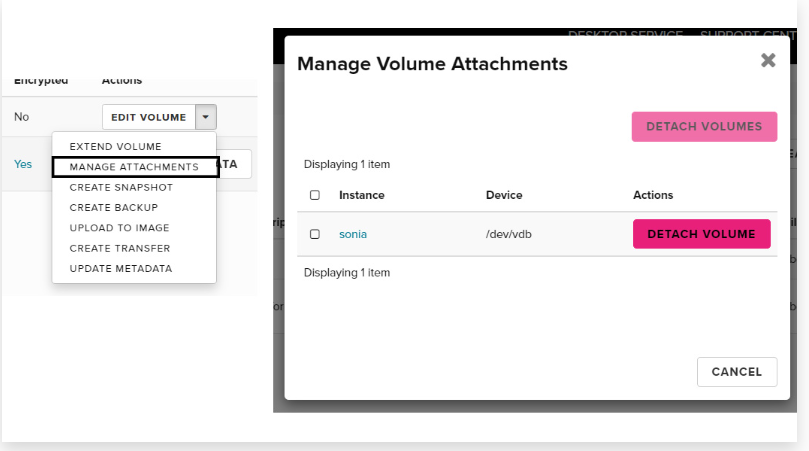 Encrypted Actions
No EDIT VOLUME
EXTEND VOLUME
Yes MANAGE ATTACHMENTS TA
CREATE SNAPSHOT
CREATE BACKUP
UPLOAD TO IMAGE
CREATE TRANSFER
UPDATE METADATA
DESKTOP SERVICE SUPPORT CENT
Manage Volume Attachments
DETACH VOLUMES
Displaying 1 item
Instance Device Actions
sonia /dev/vdb DETACH VOLUME
Displaying 1 item
CANCEL